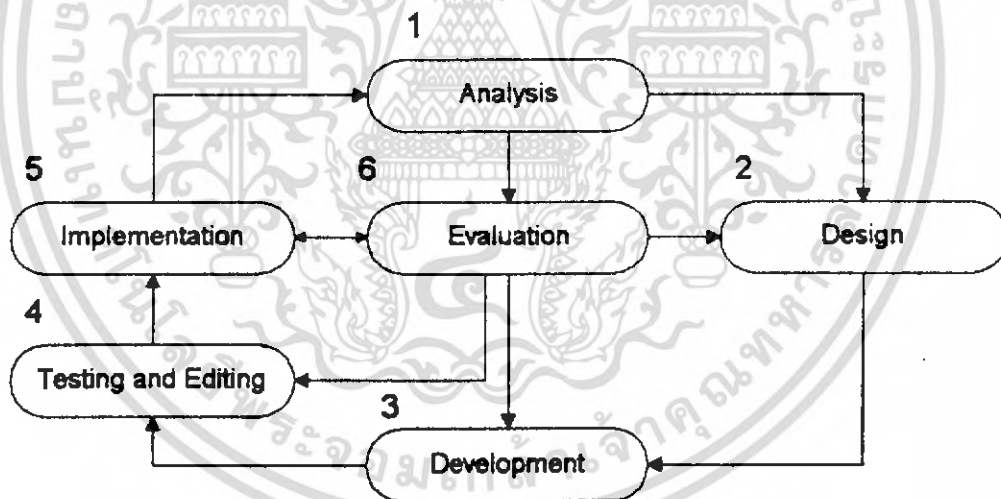 1
Analysis
5
6
2
Implementation
Evaluation
Design
4
Testing and Editing
3
Development